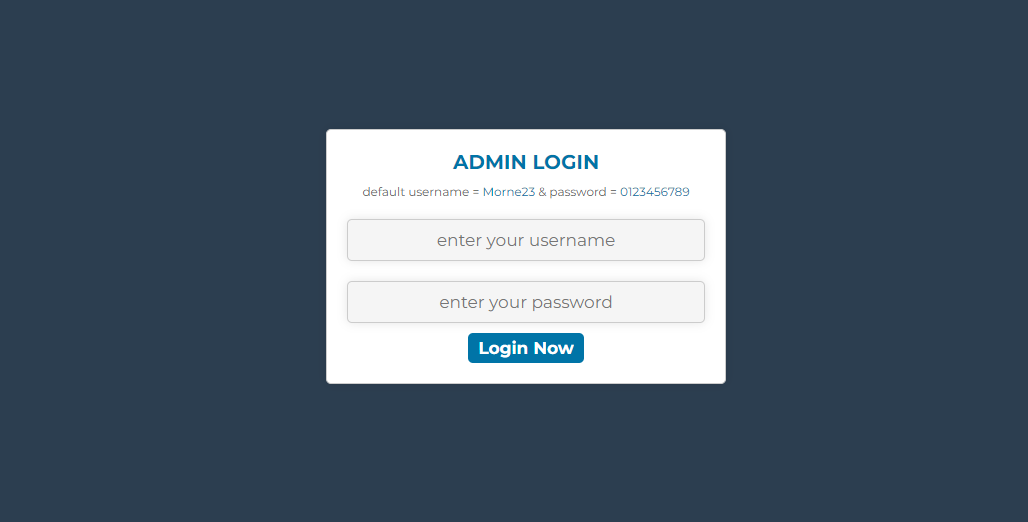 ADMIN LOGIN
default username = Morne23 & password = 0123456789
enter your username
enter your password
Login Now